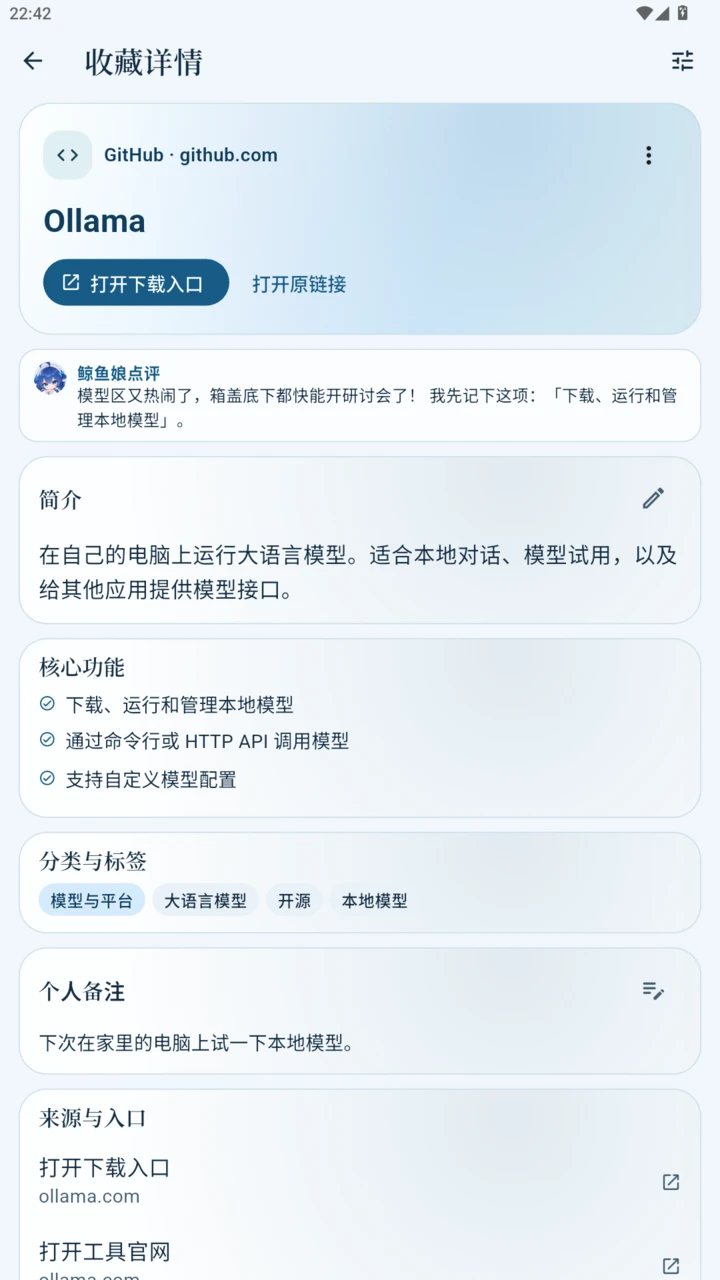 22:42
收藏详情
GitHub · github.com
Ollama
打开下载入口
打开原链接
鲸鱼娘点评
模型区又热闹了，箱盖底下都快能开研讨会了！ 我先记下这项：「下载、运行和管
理本地模型」。
简介
在自己的电脑上运行大语言模型。适合本地对话、模型试用，以及
给其他应用提供模型接口。
核心功能
下载、运行和管理本地模型
通过命令行或 HTTP API 调用模型
支持自定义模型配置
分类与标签
模型与平台
大语言模型
开源
本地模型
个人备注
下次在家里的电脑上试一下本地模型。
来源与入口
打开下载入口
ollama.com
打开工具官网
ollama.com